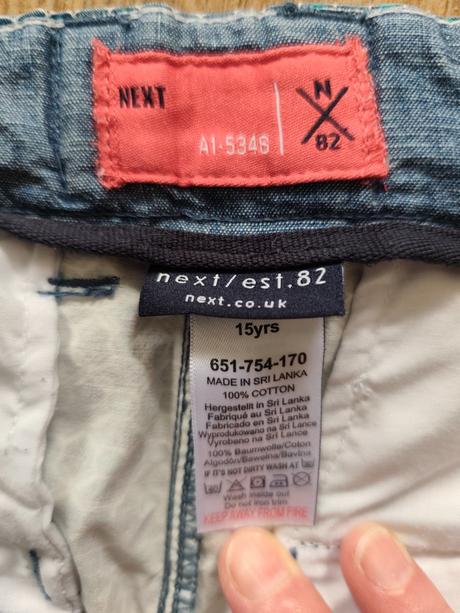 NEXT
N
A1-5346
82
next/est.82
next.co.uk
15yrs
651-754-170
MADE IN SRI LANKA
100% COTTON
Hergestellt in Sri Lanka
Fabriqué au Sri Lanka
Fabricado en Sri Lanka
Wyprodukowano na Sri Lance
Vyrobeno na Sri Lance
100% Baumwolle/Coton
Algodón/Bawełna/Bavlna
IF IT'S NOT DIRTY WASH AT
Wash inside out
Do not iron trim
KEEP AWAY FROM FIRE